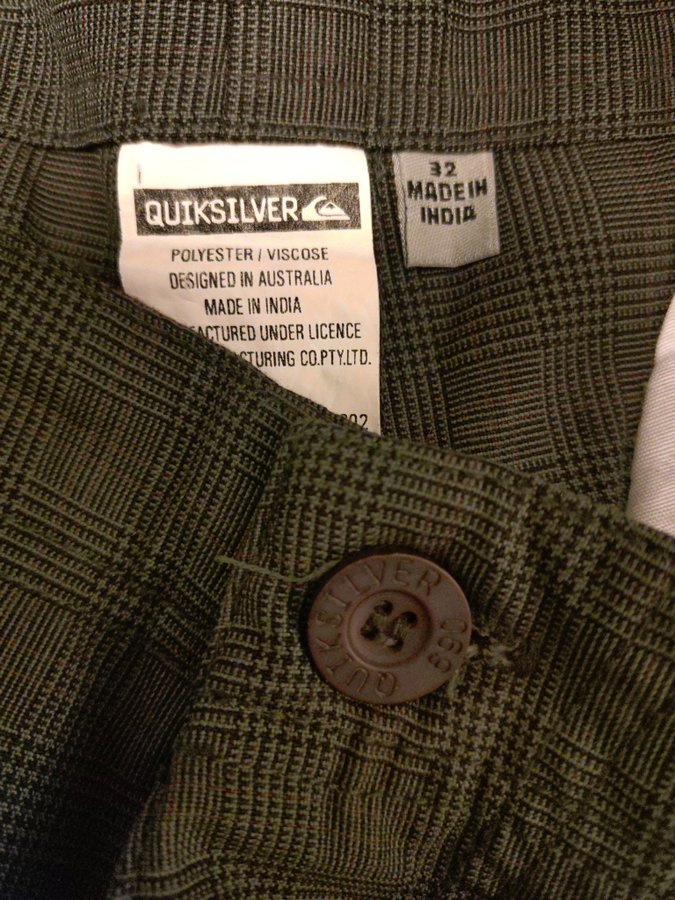 QUIKSILVER
POLYESTER / VISCOSE
DESIGNED IN AUSTRALIA
MADE IN INDIA
UNDER LICENCE
CO.PTY.LTD.
32
MADE IN
INDIA
QUIKSILVER
069